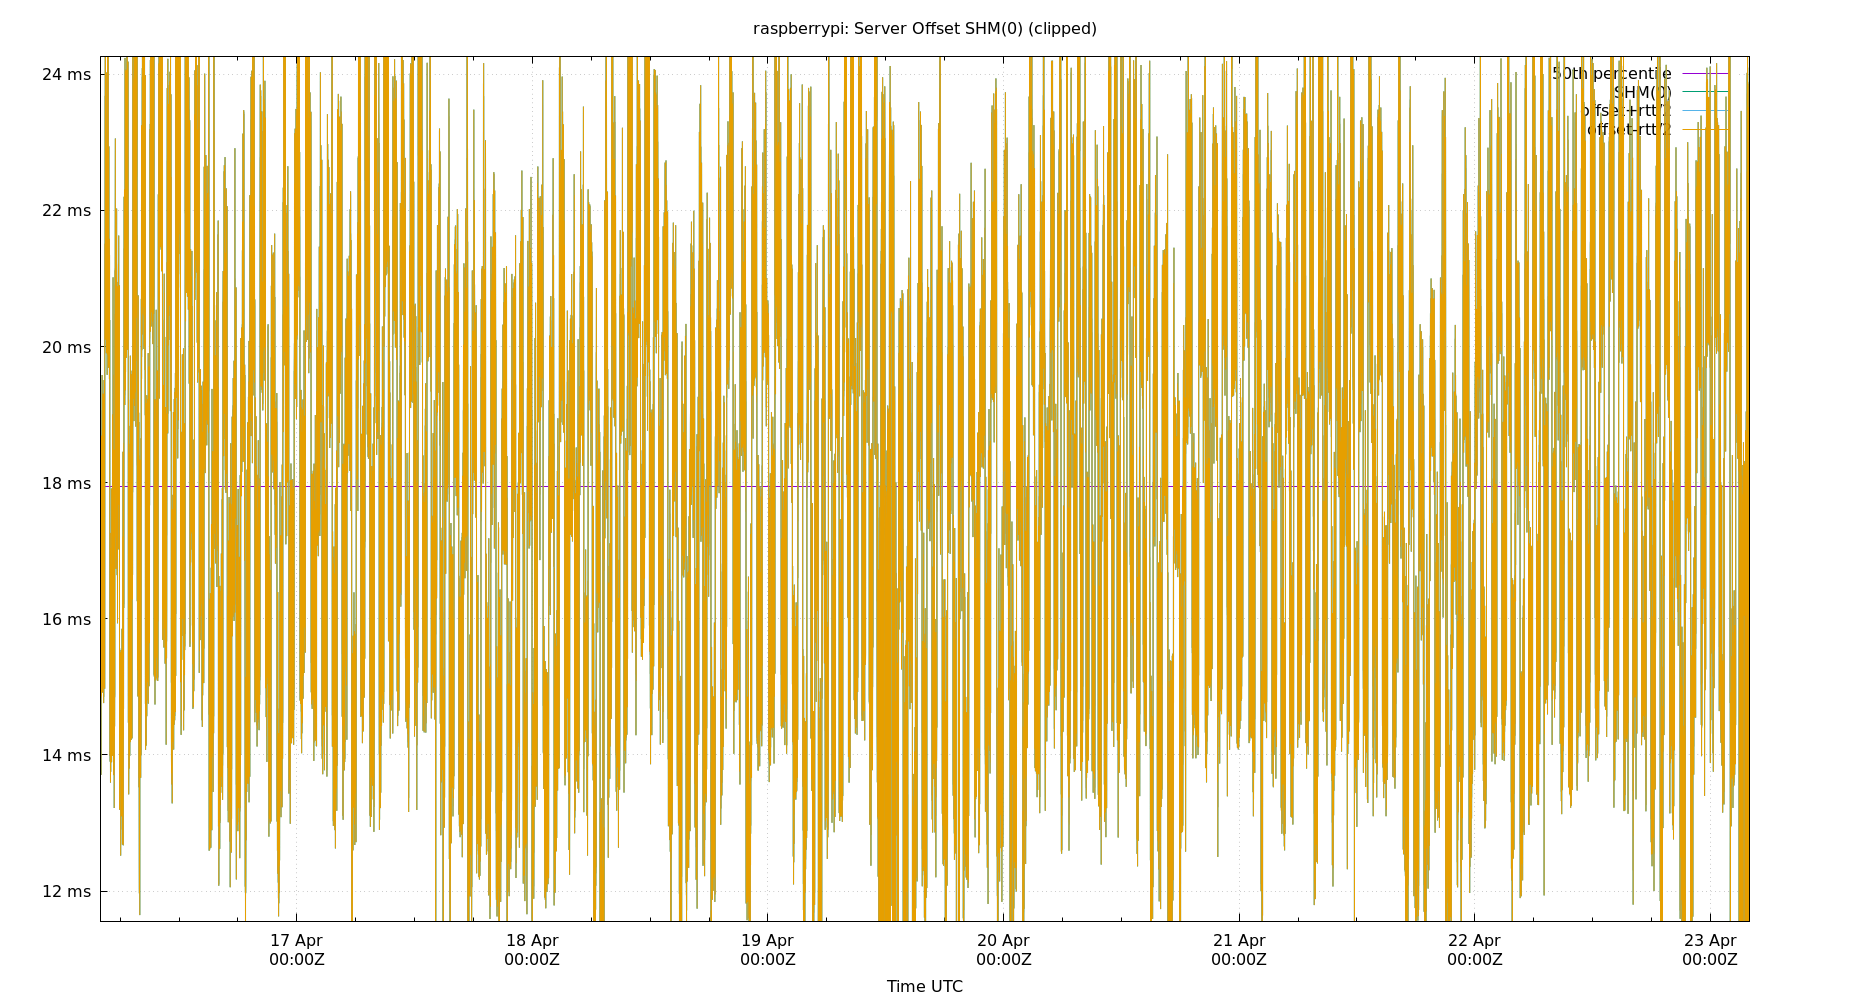 raspberrypi: Server Offset SHM(0) (clipped)
24 ms
22 ms
20 ms
18 ms
16 ms
14 ms
12 ms
50th percentile
SHM(0)
offset+rtt/2
offset-rtt/2
17 Apr
00:00Z
18 Apr
00:00Z
19 Apr
00:00Z
20 Apr
00:00Z
21 Apr
00:00Z
22 Apr
00:00Z
23 Apr
00:00Z
Time UTC